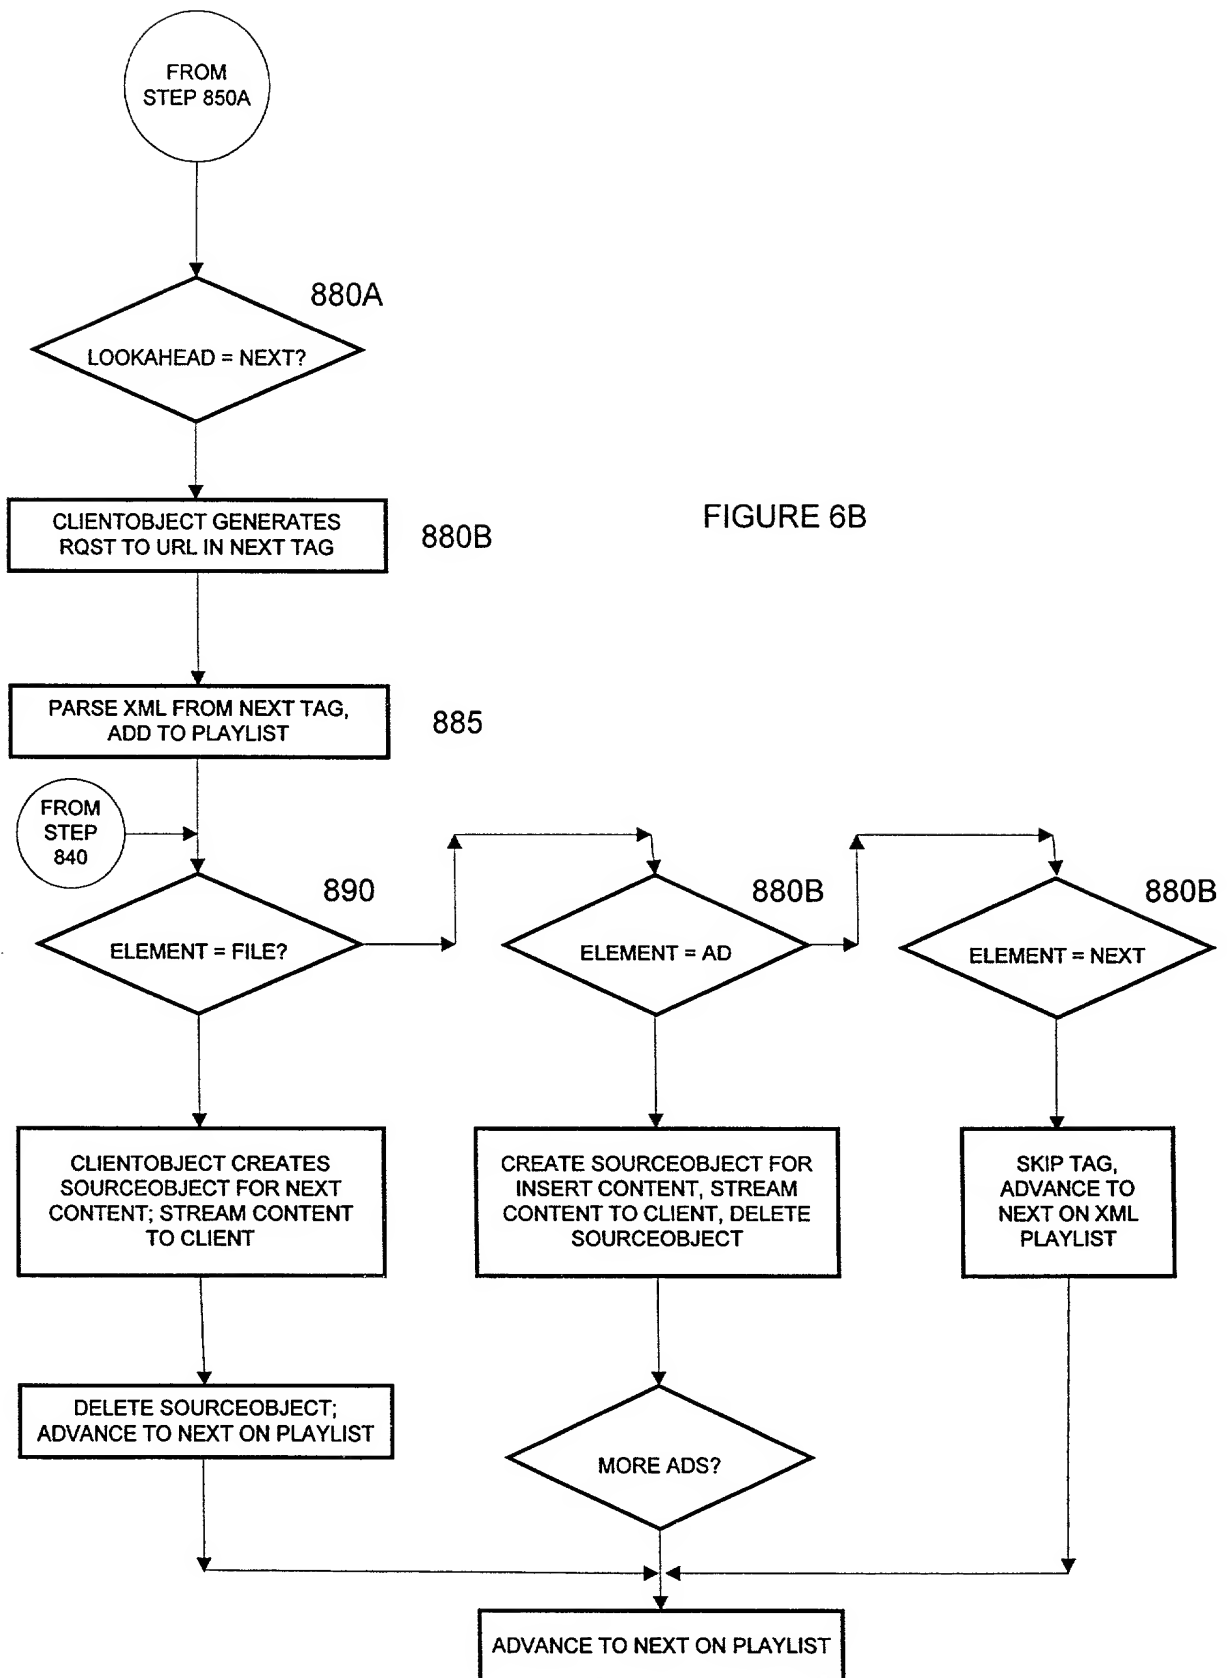 FROM
STEP 850A
880A
LOOKAHEAD = NEXT?
CLIENTOBJECT GENERATES
RQST TO URL IN NEXT TAG
880B
FIGURE 6B
PARSE XML FROM NEXT TAG,
ADD TO PLAYLIST
885
FROM
STEP
840
890
ELEMENT = FILE?
880B
ELEMENT = AD
880B
ELEMENT = NEXT
CLIENTOBJECT CREATES
SOURCEOBJECT FOR NEXT
CONTENT; STREAM CONTENT
TO CLIENT
CREATE SOURCEOBJECT FOR
INSERT CONTENT, STREAM
CONTENT TO CLIENT, DELETE
SOURCEOBJECT
SKIP TAG,
ADVANCE TO
NEXT ON XML
PLAYLIST
DELETE SOURCEOBJECT;
ADVANCE TO NEXT ON PLAYLIST
MORE ADS?
ADVANCE TO NEXT ON PLAYLIST